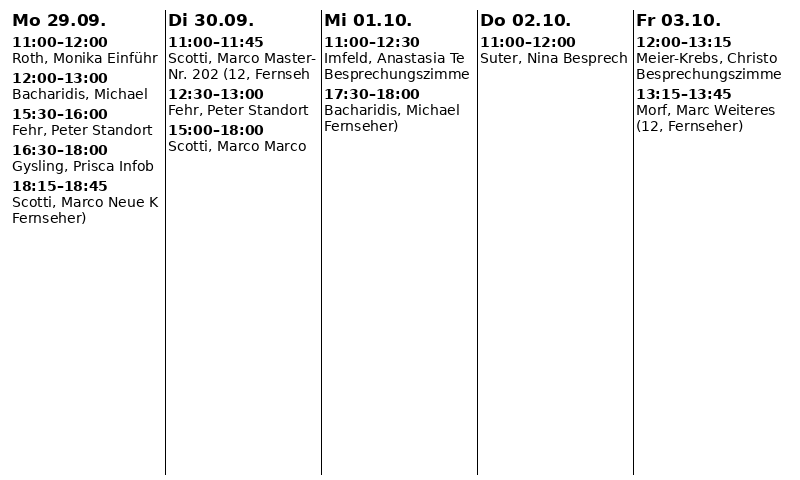 Mo 29.09.
11:00–12:00
Roth, Monika Einführ
12:00–13:00
Bacharidis, Michael
15:30–16:00
Fehr, Peter Standort
16:30–18:00
Gysling, Prisca Infob
18:15–18:45
Scotti, Marco Neue K
Fernseher)
Di 30.09.
11:00–11:45
Scotti, Marco Master-
Nr. 202 (12, Fernseh
12:30–13:00
Fehr, Peter Standort
15:00–18:00
Scotti, Marco Marco
Mi 01.10.
11:00–12:30
Imfeld, Anastasia Te
Besprechungszimme
17:30–18:00
Bacharidis, Michael
Fernseher)
Do 02.10.
11:00–12:00
Suter, Nina Besprech
Fr 03.10.
12:00–13:15
Meier-Krebs, Christo
Besprechungszimme
13:15–13:45
Morf, Marc Weiteres
(12, Fernseher)